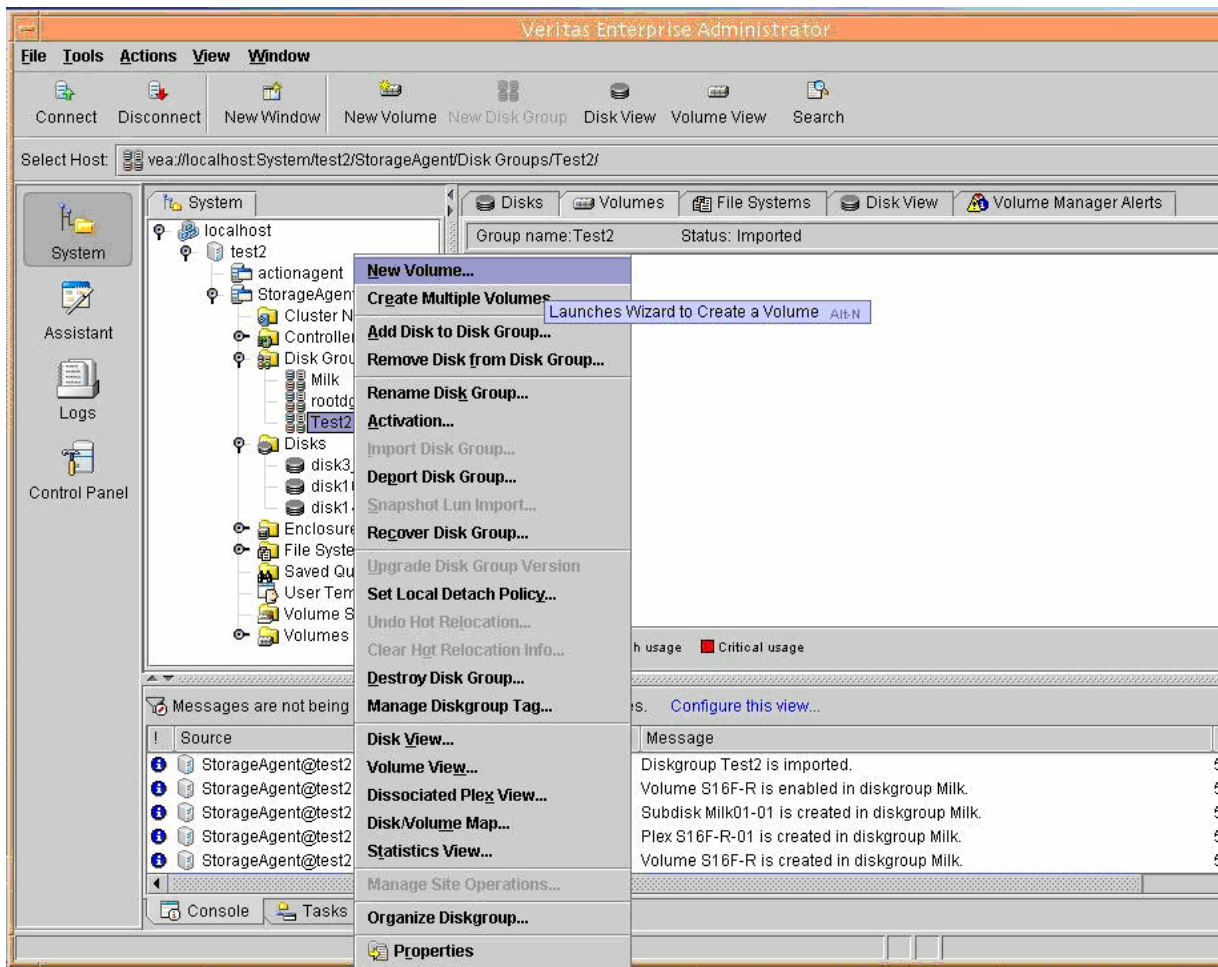 Veritas Enterprise Administrator
File Tools Actions View Window
Connect Disconnect New Window New Volume New Disk Group Disk View Volume View Search
Select Host: vea://localhost:System/test2/StorageAgent/Disk Groups/Test2/
System
Assistant
Logs
Control Panel
System
localhost
test2
actionagent
StorageAgent
Cluster N
Controlle
Disk Grou
Milk
rootdg
Test2
Disks
disk3_
disk1
disk1
Enclosure
File Syste
Saved Qu
User Tem
Volume S
Volumes
Disks Volumes File Systems Disk View Volume Manager Alerts
Group name:Test2 Status: Imported
New Volume...
Create Multiple Volumes
Launches Wizard to Create a Volume Alt-N
Add Disk to Disk Group...
Remove Disk from Disk Group...
Rename Disk Group...
Activation...
Import Disk Group...
Deport Disk Group...
Snapshot Lun Import...
Recover Disk Group...
Upgrade Disk Group Version
Set Local Detach Policy...
Undo Hot Relocation...
Clear Hot Relocation Info...
Destroy Disk Group...
Manage Diskgroup Tag...
Disk View...
Volume View...
Dissociated Plex View...
Disk/Volume Map...
Statistics View...
Manage Site Operations...
Organize Diskgroup...
Properties
h usage Critical usage
Messages are not being s. Configure this view...
! Source Message
StorageAgent@test2 Diskgroup Test2 is imported.
StorageAgent@test2 Volume S16F-R is enabled in diskgroup Milk.
StorageAgent@test2 Subdisk Milk01-01 is created in diskgroup Milk.
StorageAgent@test2 Plex S16F-R-01 is created in diskgroup Milk.
StorageAgent@test2 Volume S16F-R is created in diskgroup Milk.
Console Tasks